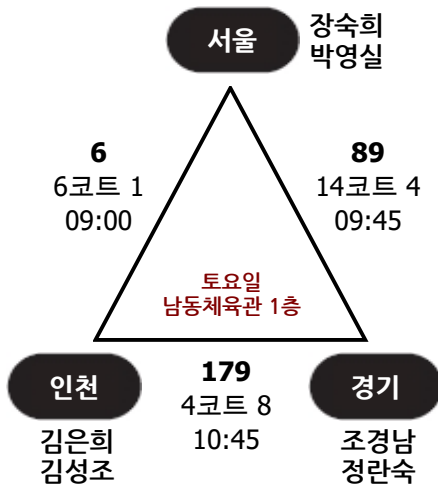 서울
장숙희
박영실
6
6코트 1
09:00
89
14코트 4
09:45
토요일
남동체육관 1층
인천
김은희
김성조
179
4코트 8
10:45
경기
조경남
정란숙